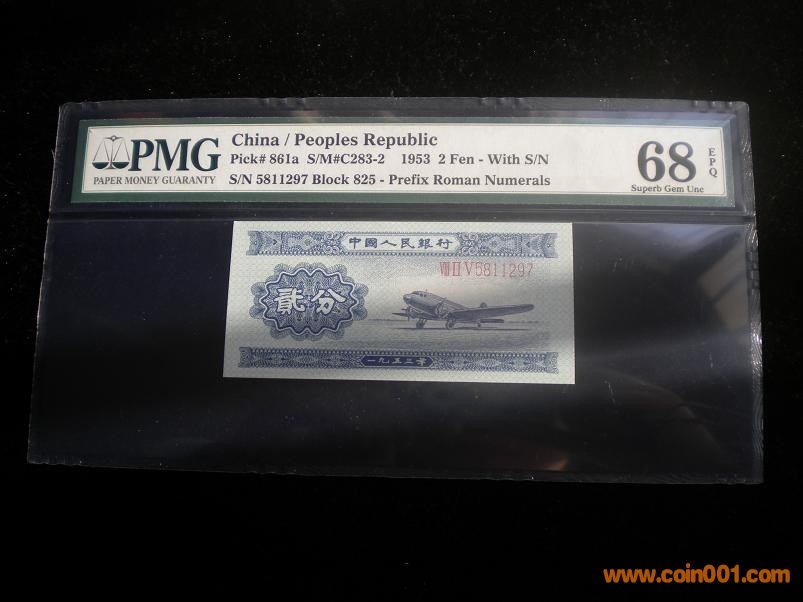 PMG
PAPER MONEY GUARANTY
China / Peoples Republic
Pick# 861a S/M#C283-2 1953 2 Fen - With S/N
S/N 5811297 Block 825 - Prefix Roman Numerals
68
EPQ
Superb Gem Unc
中國人民銀行
VIII II V 5811297
貳分
一九五三年
www.coin001.com